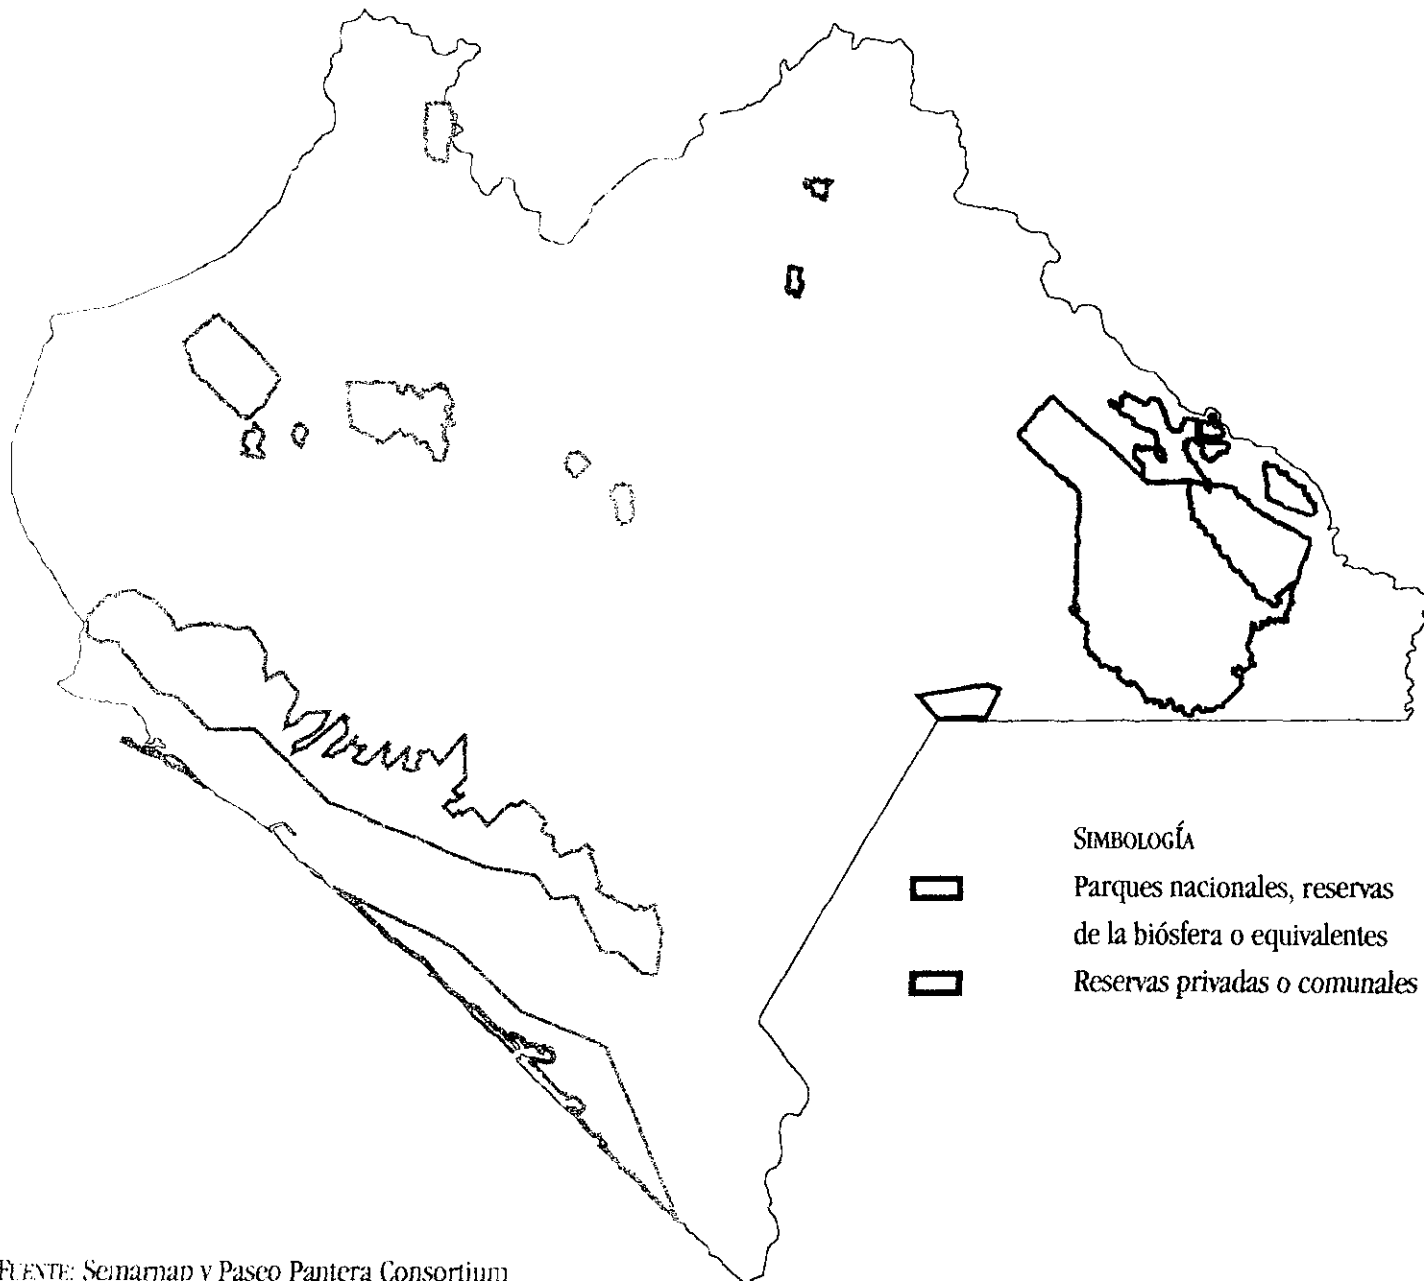 SIMBOLOGÍA
Parques nacionales, reservas
de la biósfera o equivalentes
Reservas privadas o comunales
FUENTE: Semarnap y Paseo Pantera Consortium